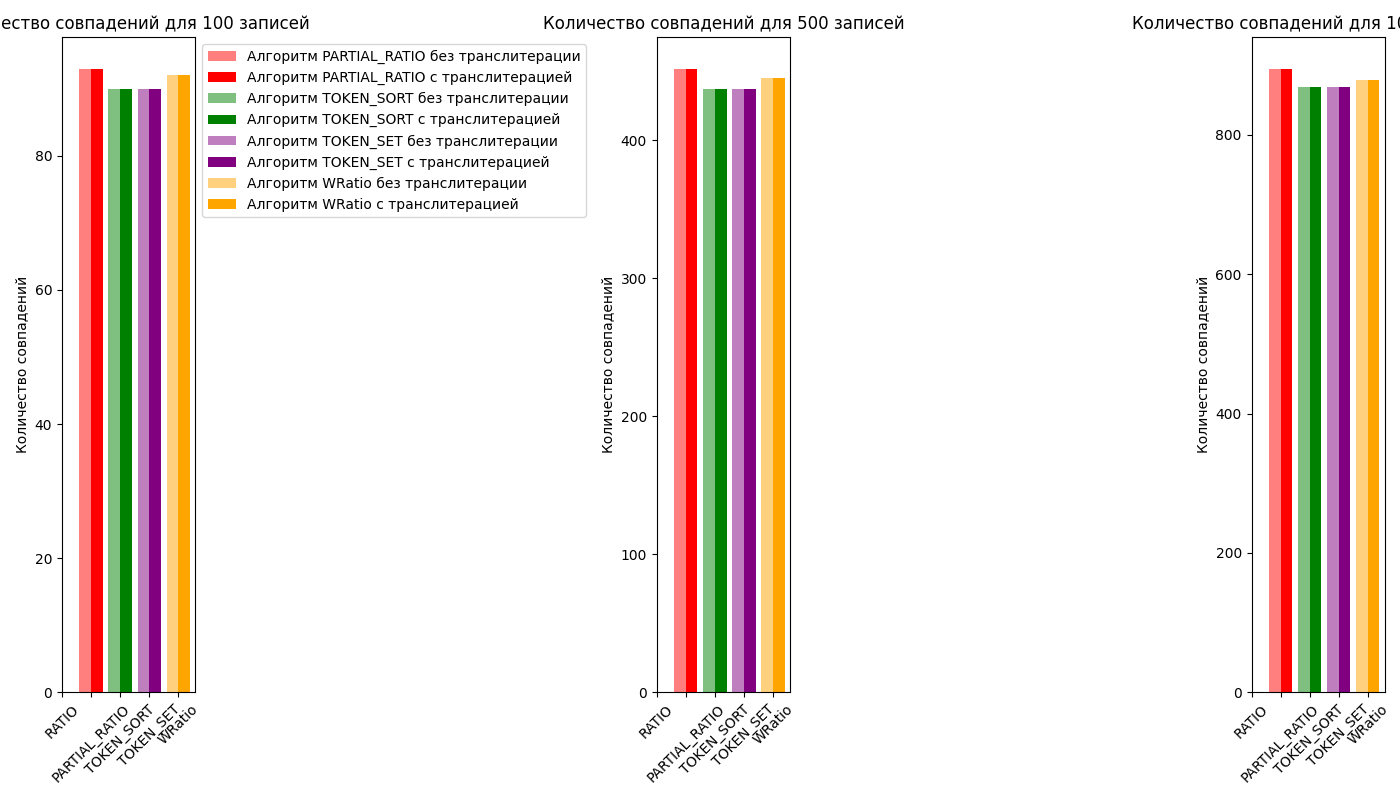 ество совпадений для 100 записей
Количество совпадений
80
60
40
20
0
RATIO
PARTIAL_RATIO
TOKEN_SORT
TOKEN_SET
WRatio
Алгоритм PARTIAL_RATIO без транслитерации
Алгоритм PARTIAL_RATIO с транслитерацией
Алгоритм TOKEN_SORT без транслитерации
Алгоритм TOKEN_SORT с транслитерацией
Алгоритм TOKEN_SET без транслитерации
Алгоритм TOKEN_SET с транслитерацией
Алгоритм WRatio без транслитерации
Алгоритм WRatio с транслитерацией
Количество совпадений для 500 записей
Количество совпадений
400
300
200
100
0
RATIO
PARTIAL_RATIO
TOKEN_SORT
TOKEN_SET
WRatio
Количество совпадений для 10
Количество совпадений
800
600
400
200
0
RATIO
PARTIAL_RATIO
TOKEN_SORT
TOKEN_SET
WRatio